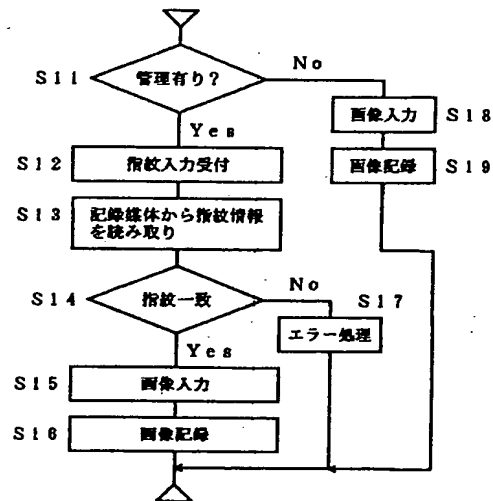 S11
管理有り?
No
Yes
S18
画像入力
S12
指紋入力受付
S19
画像記録
S13
記録媒体から指紋情報
を読み取り
S14
指紋一致
No
S17
エラー処理
Yes
S15
画像入力
S16
画像記録